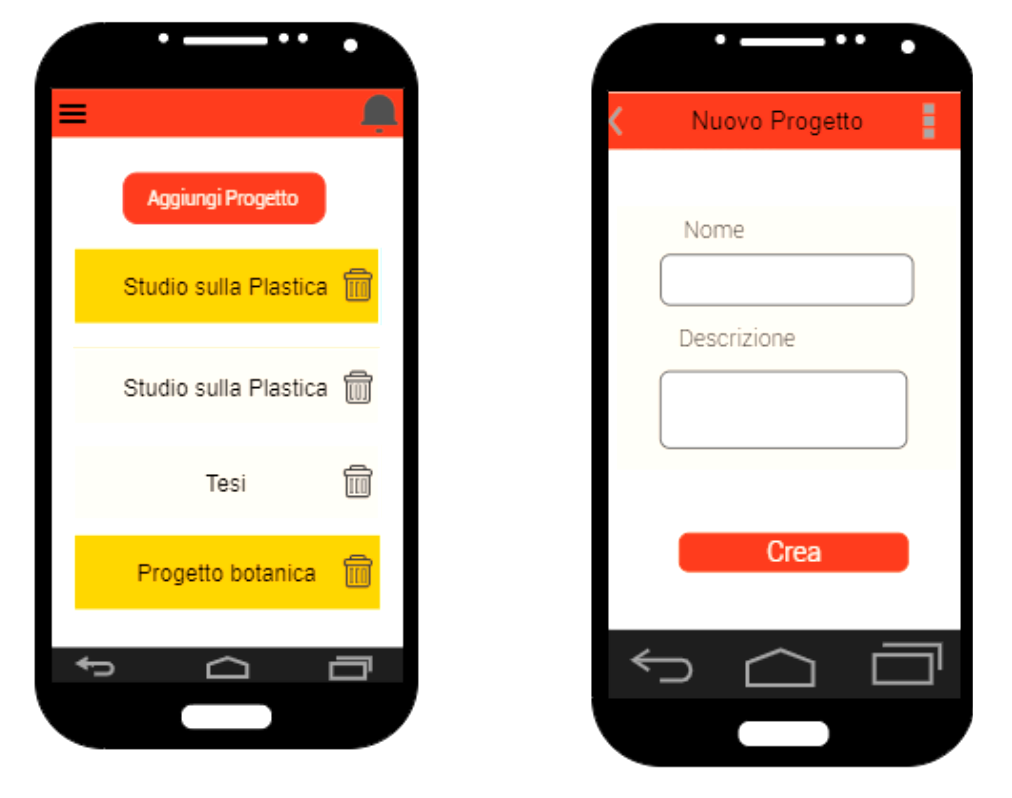 Aggiungi Progetto
Studio sulla Plastica
Studio sulla Plastica
Tesi
Progetto botanica
Nuovo Progetto
Nome
Descrizione
Crea